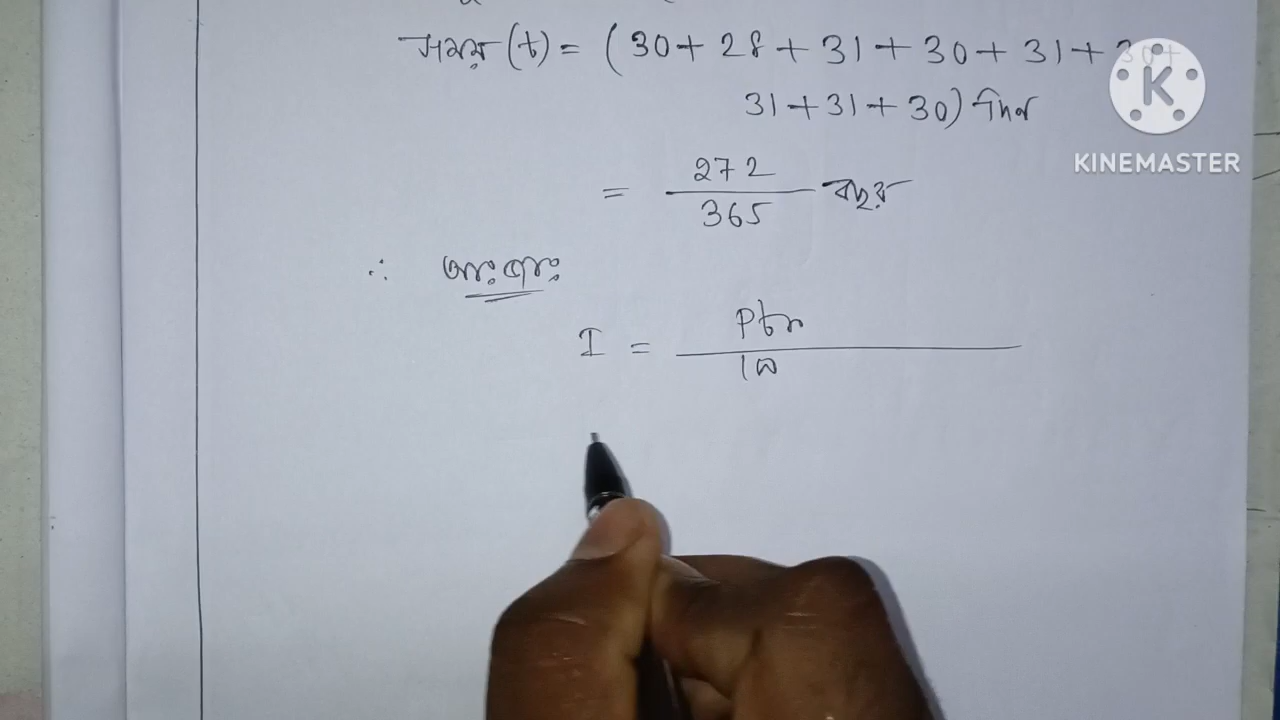 সময় (t) = (30 + 28 + 31 + 30 + 31 + 30 +
31 + 31 + 30) দিন
= 272/365 বছর
K
KINEMASTER
∴
I = Ptr/100